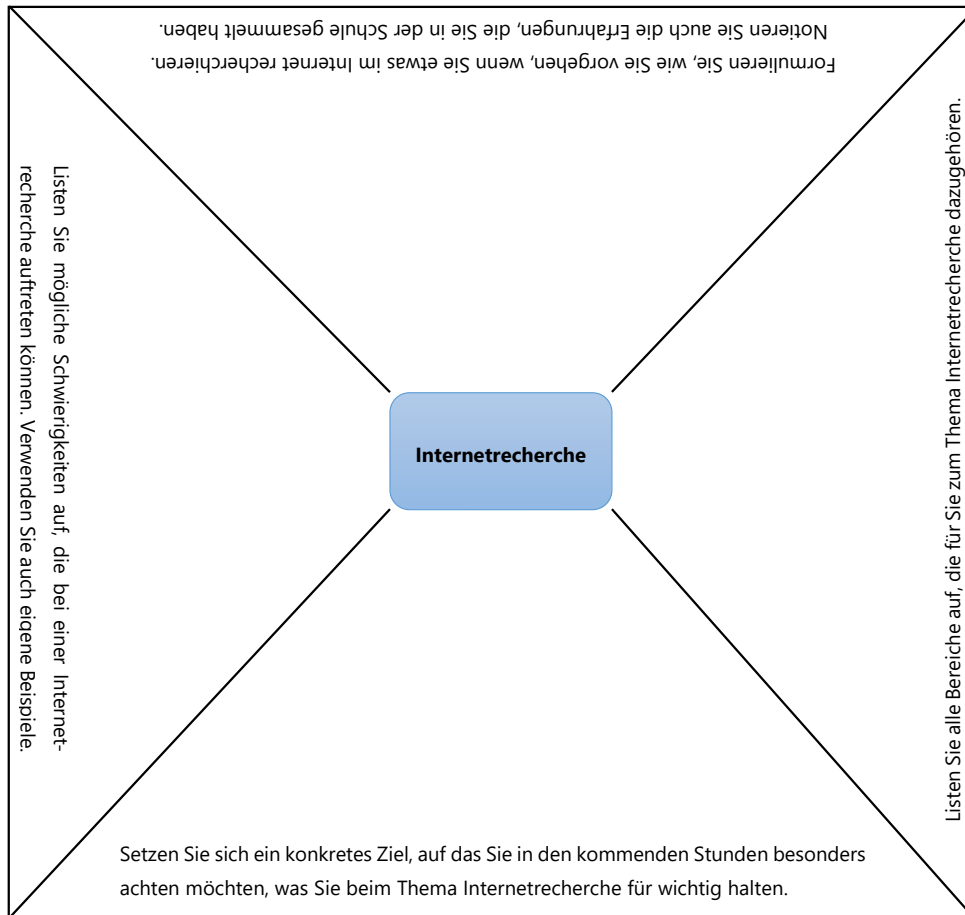 Formulieren Sie, wie Sie vorgehen, wenn Sie etwas im Internet recherchieren.
Notieren Sie auch die Erfahrungen, die Sie in der Schule gesammelt haben.
Listen Sie mögliche Schwierigkeiten auf, die bei einer Internet-
recherche auftreten können. Verwenden Sie auch eigene Beispiele.
Internetrecherche
Listen Sie alle Bereiche auf, die für Sie zum Thema Internetrecherche dazugehören.
Setzen Sie sich ein konkretes Ziel, auf das Sie in den kommenden Stunden besonders
achten möchten, was Sie beim Thema Internetrecherche für wichtig halten.